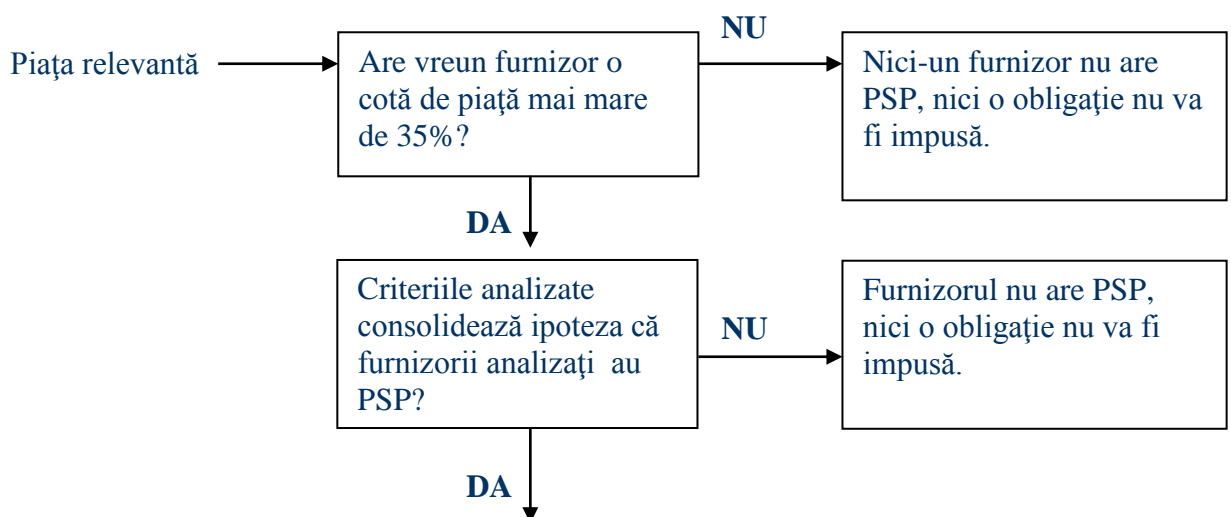 NU
Piaţa relevantă
Are vreun furnizor o
cotă de piaţă mai mare
de 35%?
Nici-un furnizor nu are
PSP, nici o obligaţie nu va
fi impusă.
DA
Criteriile analizate
consolidează ipoteza că
furnizorii analizaţi au
PSP?
NU
Furnizorul nu are PSP,
nici o obligaţie nu va fi
impusă.
DA